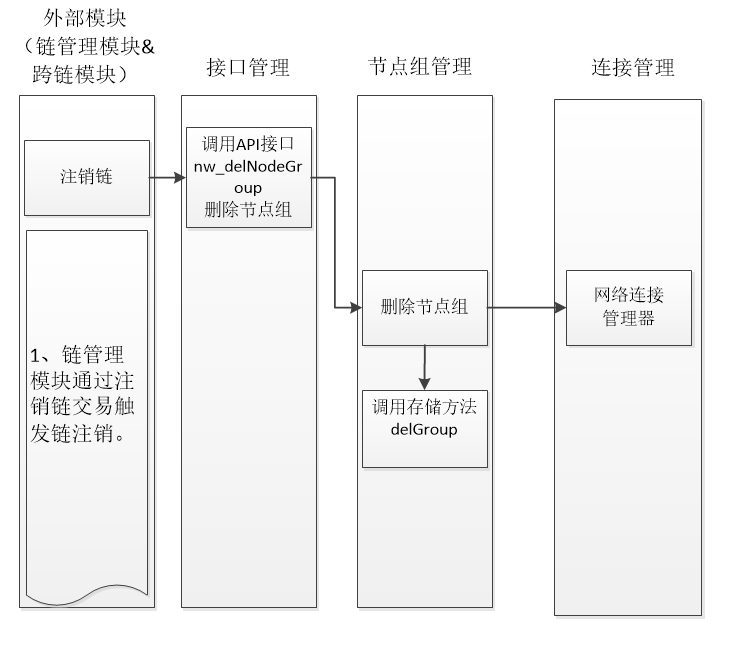 外部模块
（链管理模块&
跨链模块）
接口管理
节点组管理
连接管理
注销链
调用API接口
nw_delNodeGr
oup
删除节点组
删除节点组
网络连接
管理器
调用存储方法
delGroup
1、链管理
模块通过注
销链交易触
发链注销。